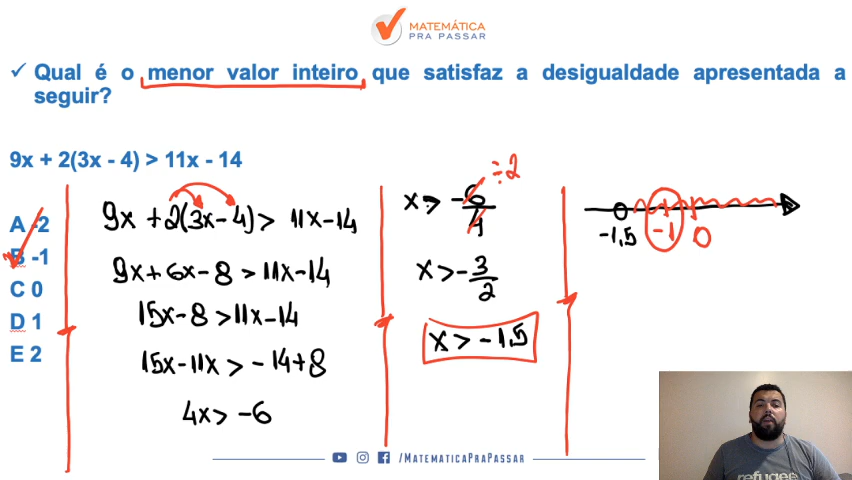 MATEMÁTICA
PRA PASSAR
✓ Qual é o menor valor inteiro que satisfaz a desigualdade apresentada a
seguir?
9x + 2(3x - 4) > 11x - 14
A -2
B -1
C 0
D 1
E 2
9x + 2(3x - 4) > 11x - 14
9x + 6x - 8 > 11x - 14
15x - 8 > 11x - 14
15x - 11x > - 14 + 8
4x > -6
x > -6/4 ÷2
x > -3/2
x > -1,5
-1,5 -1 0
/MATEMATICAPRAPASSAR
refugee